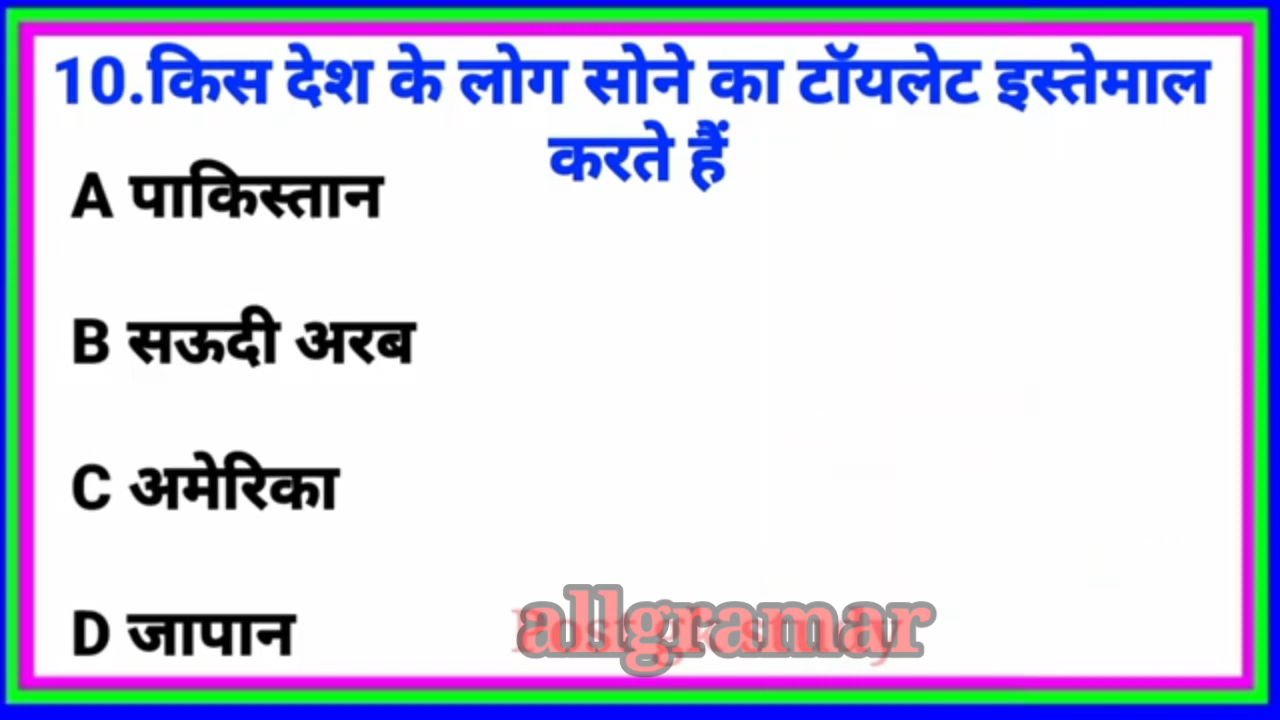 10.किस देश के लोग सोने का टॉयलेट इस्तेमाल
करते हैं
A पाकिस्तान
B सऊदी अरब
C अमेरिका
D जापान
allgramar